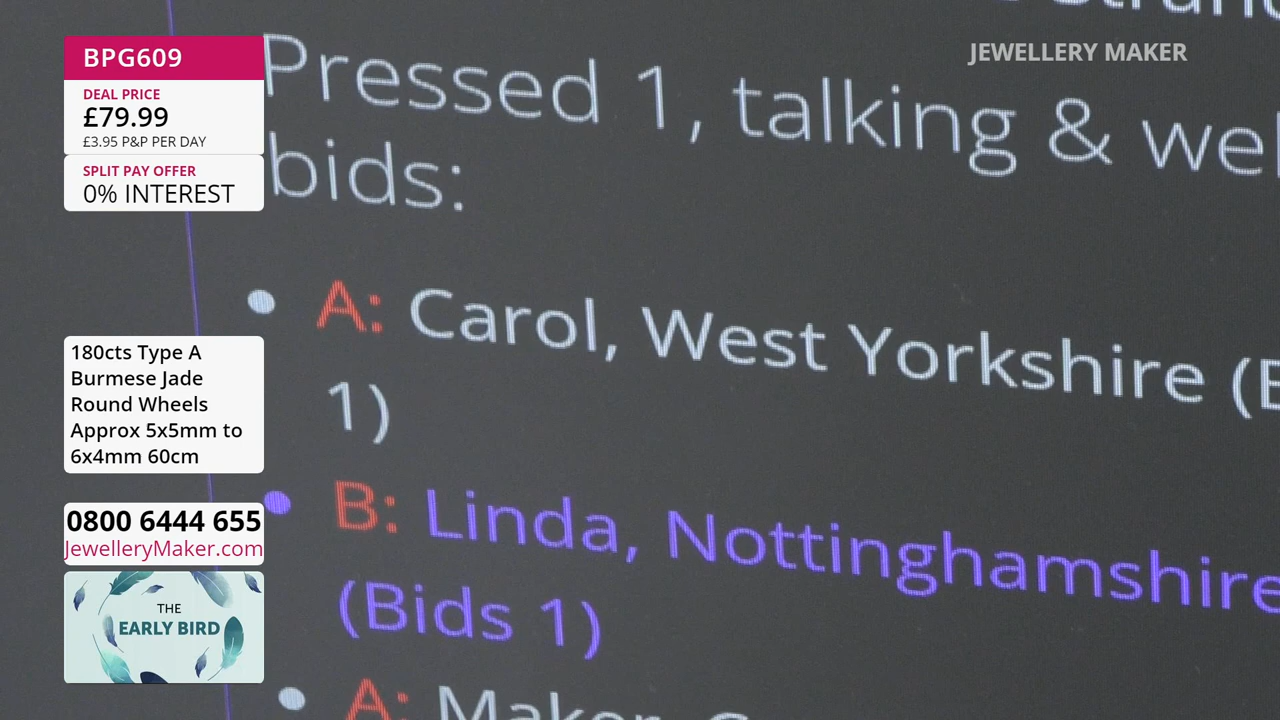 BPG609
DEAL PRICE
£79.99
£3.95 P&P PER DAY
SPLIT PAY OFFER
0% INTEREST
180cts Type A
Burmese Jade
Round Wheels
Approx 5x5mm to
6x4mm 60cm
0800 6444 655
JewelleryMaker.com
THE
EARLY BIRD
JEWELLERY MAKER
Pressed 1, talking &
bids:
• A: Carol, West Yorkshire
1)
• B: Linda, Nottinghamshire
(Bids 1)
• A: Maker,